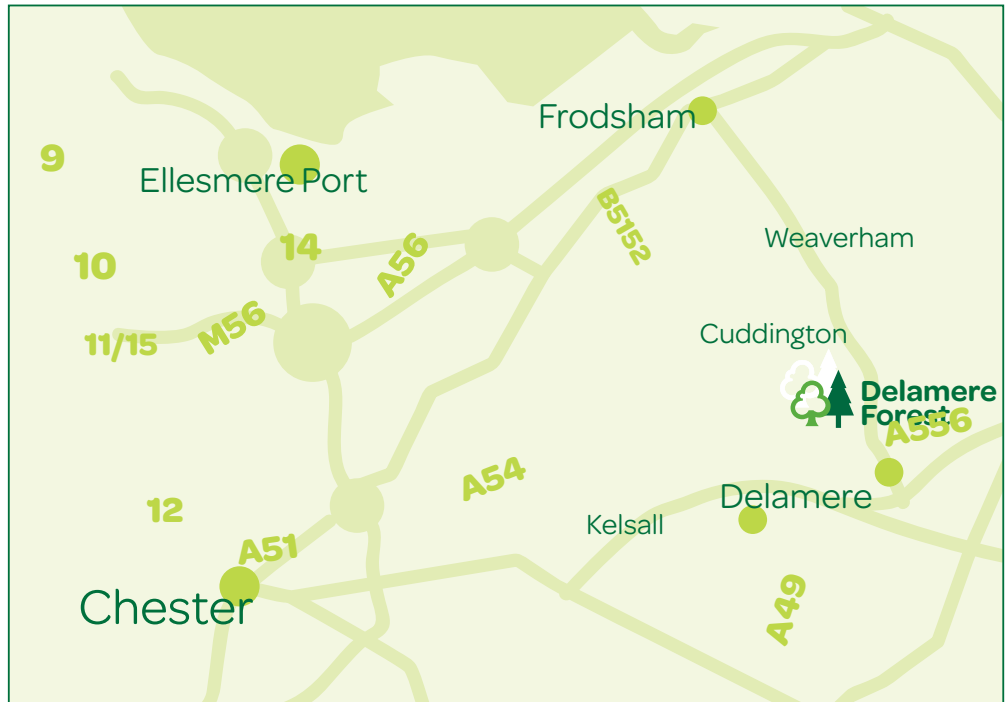 Frodsham
9
Ellesmere Port
B5152
Weaverham
14
A56
10
M56
11/15
Cuddington
Delamere
Forest
A556
A54
Delamere
12
Kelsall
A51
Chester
A49